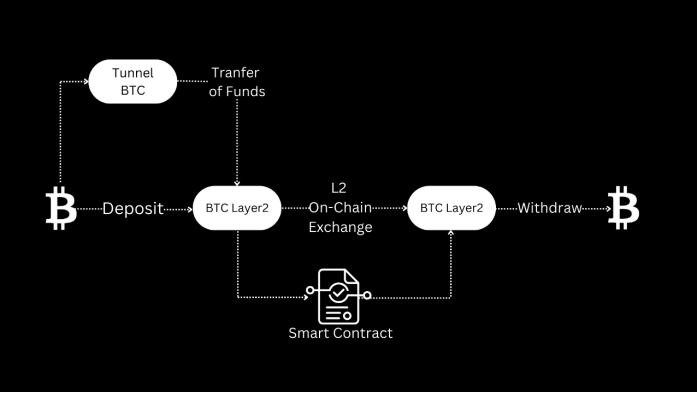 Tunnel
BTC
Tranfer
of Funds
Deposit
BTC Layer2
L2
On-Chain
Exchange
BTC Layer2
Withdraw
Smart Contract